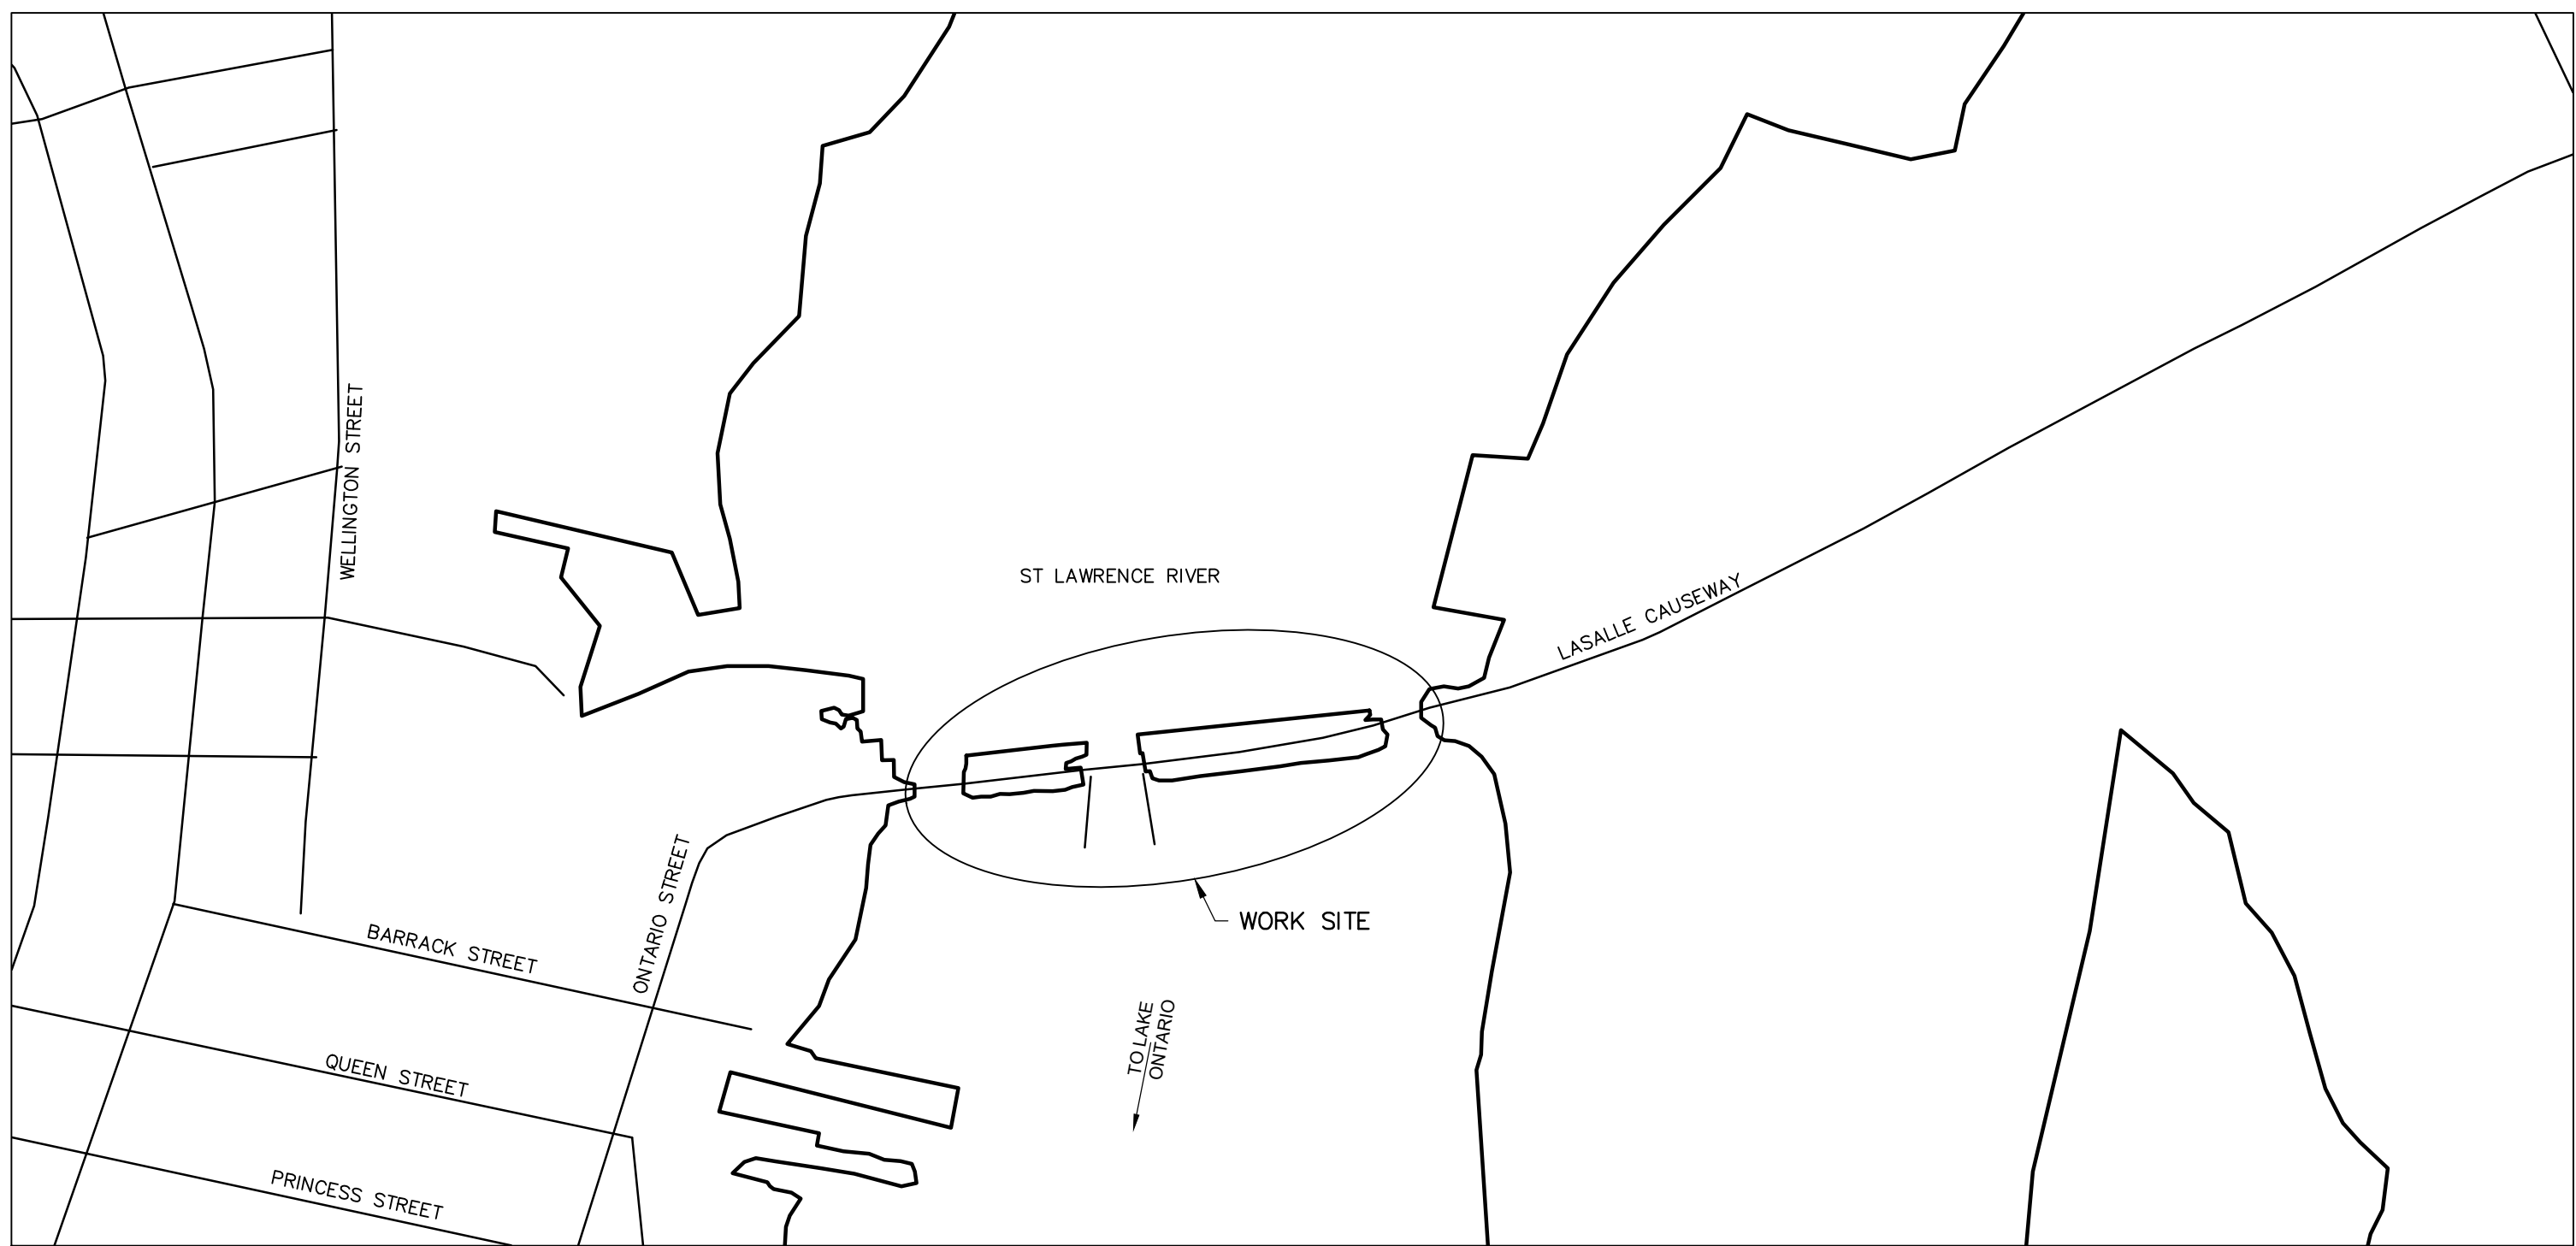 WELLINGTON STREET
ST LAWRENCE RIVER
LASALLE CAUSEWAY
ONTARIO STREET
WORK SITE
BARRACK STREET
TO LAKE
ONTARIO
QUEEN STREET
PRINCESS STREET